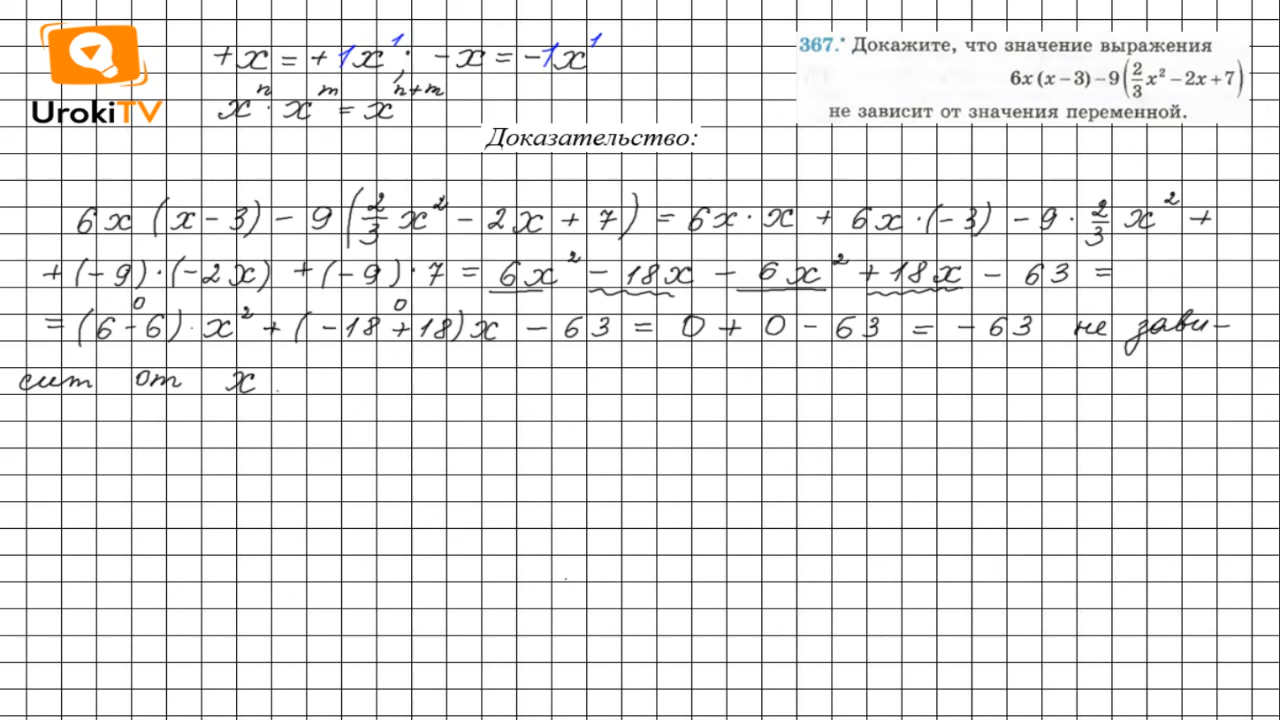 UrokiTV
+x = +1x¹; -x = -1x¹
xⁿ · xᵐ = xⁿ⁺ᵐ
367.• Докажите, что значение выражения
6x(x−3)−9(2/3 x²−2x+7)
не зависит от значения переменной.
Доказательство:
6x (x − 3) − 9(2/3 x² − 2x + 7) = 6x · x + 6x · (−3) − 9 · 2/3 x² +
+ (−9) · (−2x) + (−9) · 7 = 6x² − 18x − 6x² + 18x − 63 =
0 0
= (6 − 6) · x² + (−18 + 18)x − 63 = 0 + 0 − 63 = −63 не зави-
сит от x.